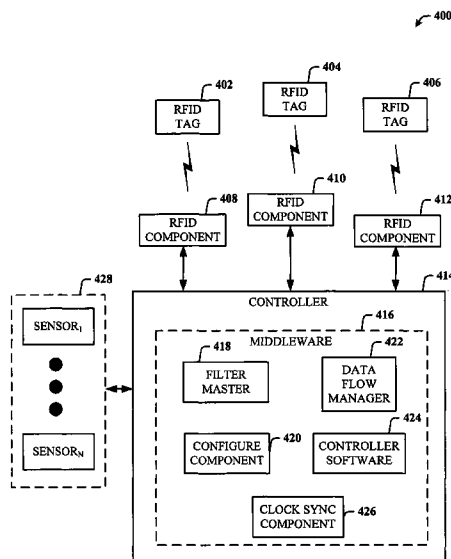 400
402
RFID
TAG
404
RFID
TAG
406
RFID
TAG
408
RFID
COMPONENT
410
RFID COMPONENT
412
RFID
COMPONENT
414
CONTROLLER
428
SENSOR1
SENSORN
416
MIDDLEWARE
418
FILTER
MASTER
422
DATA
FLOW
MANAGER
420
CONFIGURE
COMPONENT
424
CONTROLLER
SOFTWARE
CLOCK SYNC
COMPONENT
426